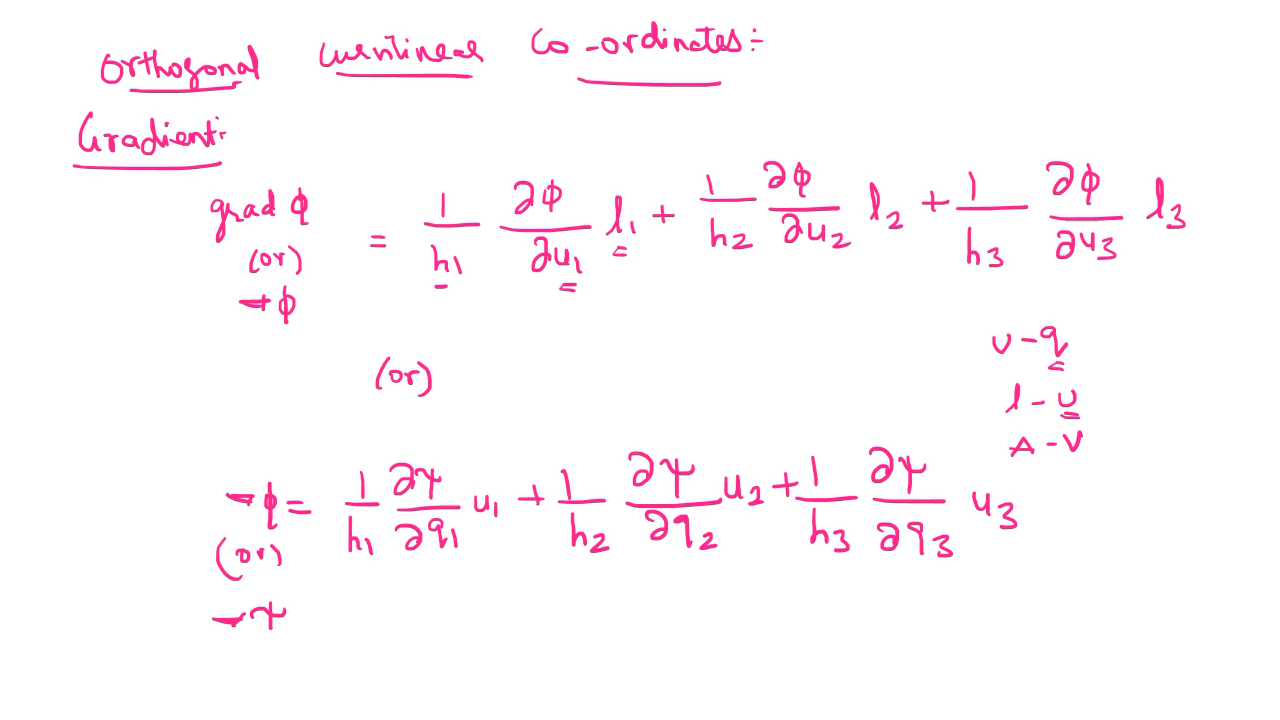 Orthogonal Curvilinear Co-ordinates:-
Gradient:-
grad ϕ (or) ∇ϕ = 1/h₁ ∂ϕ/∂u₁ l₁ + 1/h₂ ∂ϕ/∂u₂ l₂ + 1/h₃ ∂ϕ/∂u₃ l₃
(or)
u - q
l - u
A - V
∇ϕ = 1/h₁ ∂ψ/∂q₁ u₁ + 1/h₂ ∂ψ/∂q₂ u₂ + 1/h₃ ∂ψ/∂q₃ u₃
(or)
∇ψ